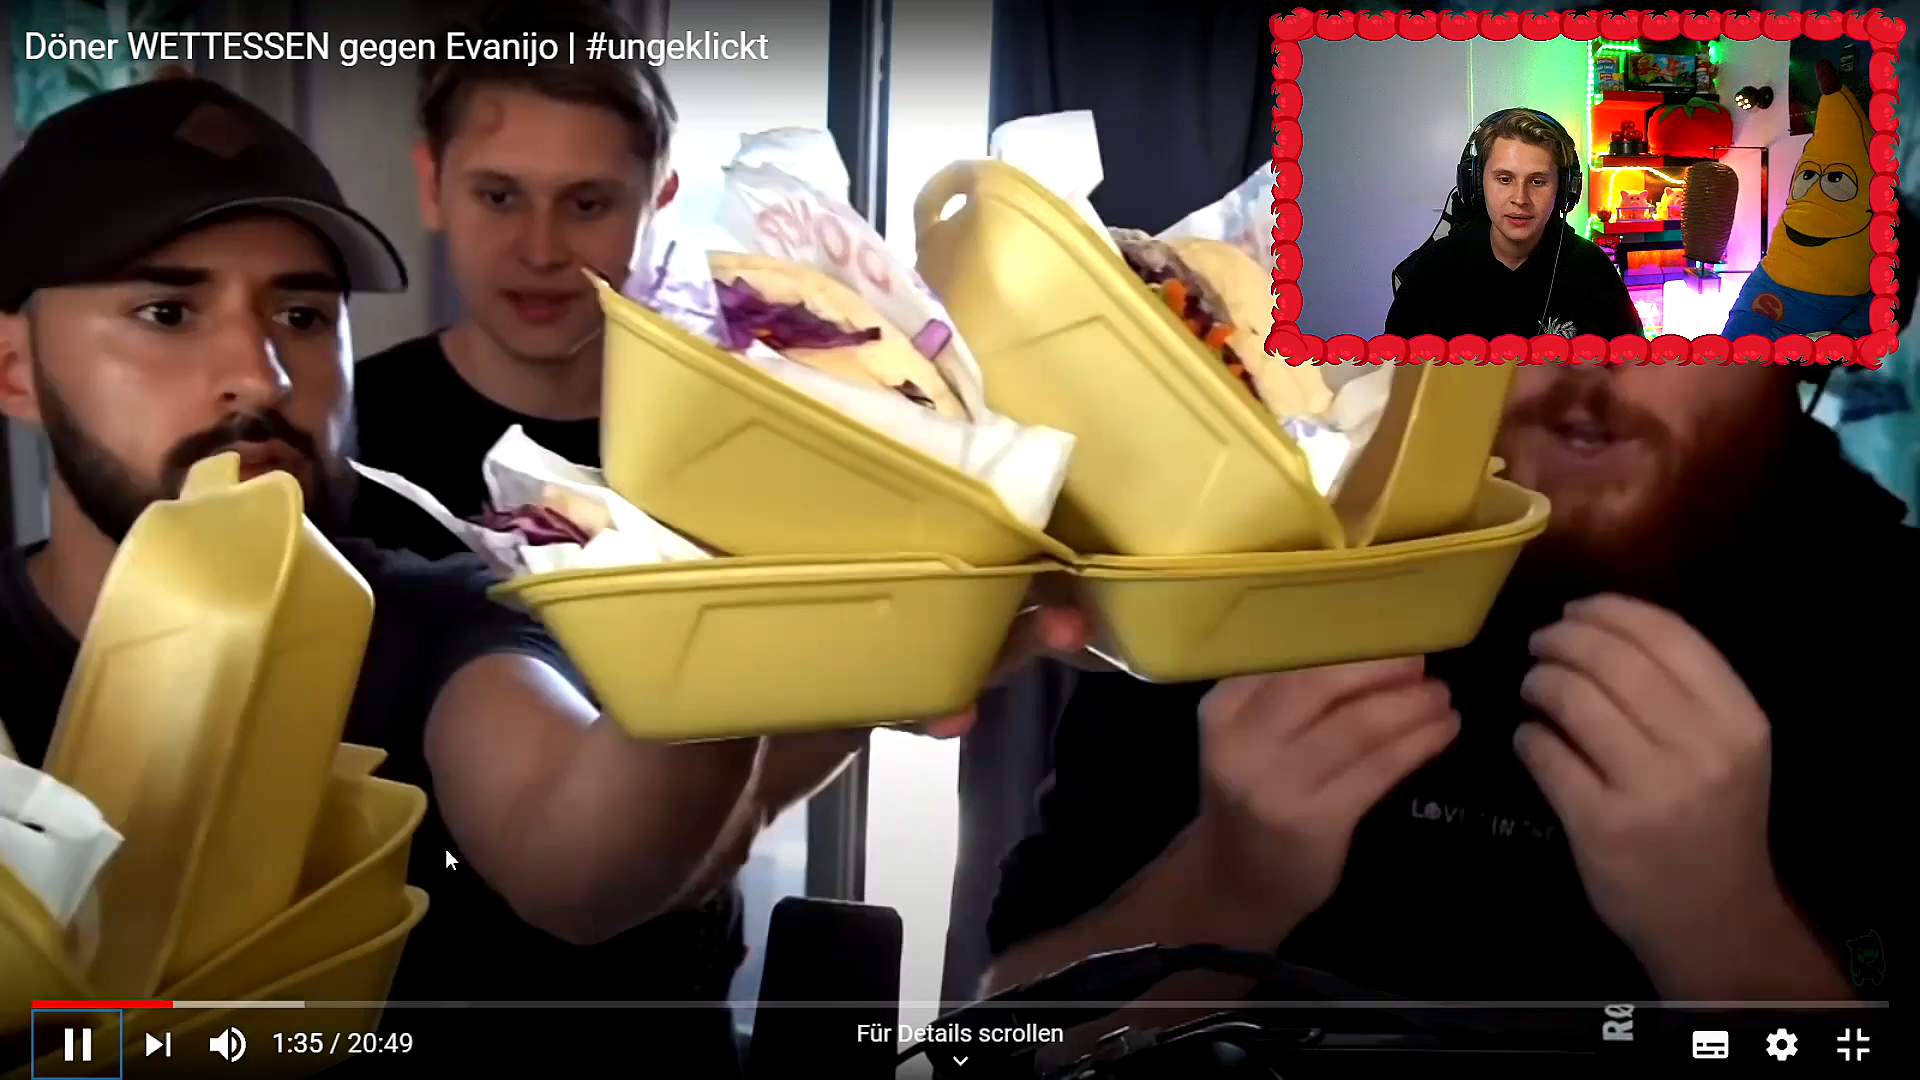 Döner WETTESSEN gegen Evanijo | #ungeklickt
1:35 / 20:49
Für Details scrollen